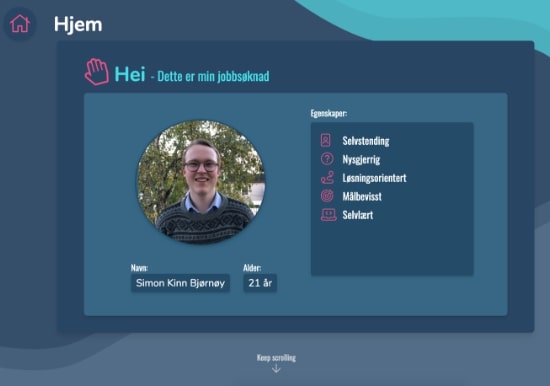 Hjem
Hei - Dette er min jobbsøknad
Egenskaper:
Selvstending
Nysgjerrig
Løsningsorientert
Målbevisst
Selvlært
Navn:
Alder:
Simon Kinn Bjørnøy
21 år
Keep scrolling